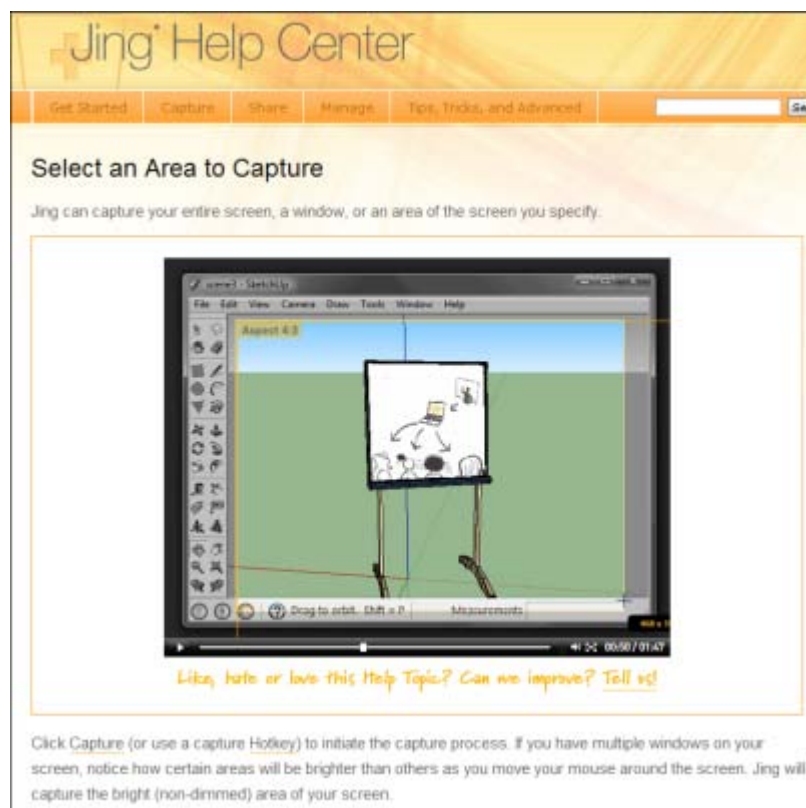 Jing Help Center
Get Started Capture Share Manage Tips, Tricks, and Advanced
Select an Area to Capture
Jing can capture your entire screen, a window, or an area of the screen you specify.
scene3 - SketchUp
File Edit View Camera Draw Tools Window Help
Aspect 4:3
Drag to orbit. Shift = P Measurements
00:50 / 01:47
Like, hate or love this Help Topic? Can we improve? Tell us!
Click Capture (or use a capture Hotkey) to initiate the capture process. If you have multiple windows on your
screen, notice how certain areas will be brighter than others as you move your mouse around the screen. Jing will
capture the bright (non-dimmed) area of your screen.